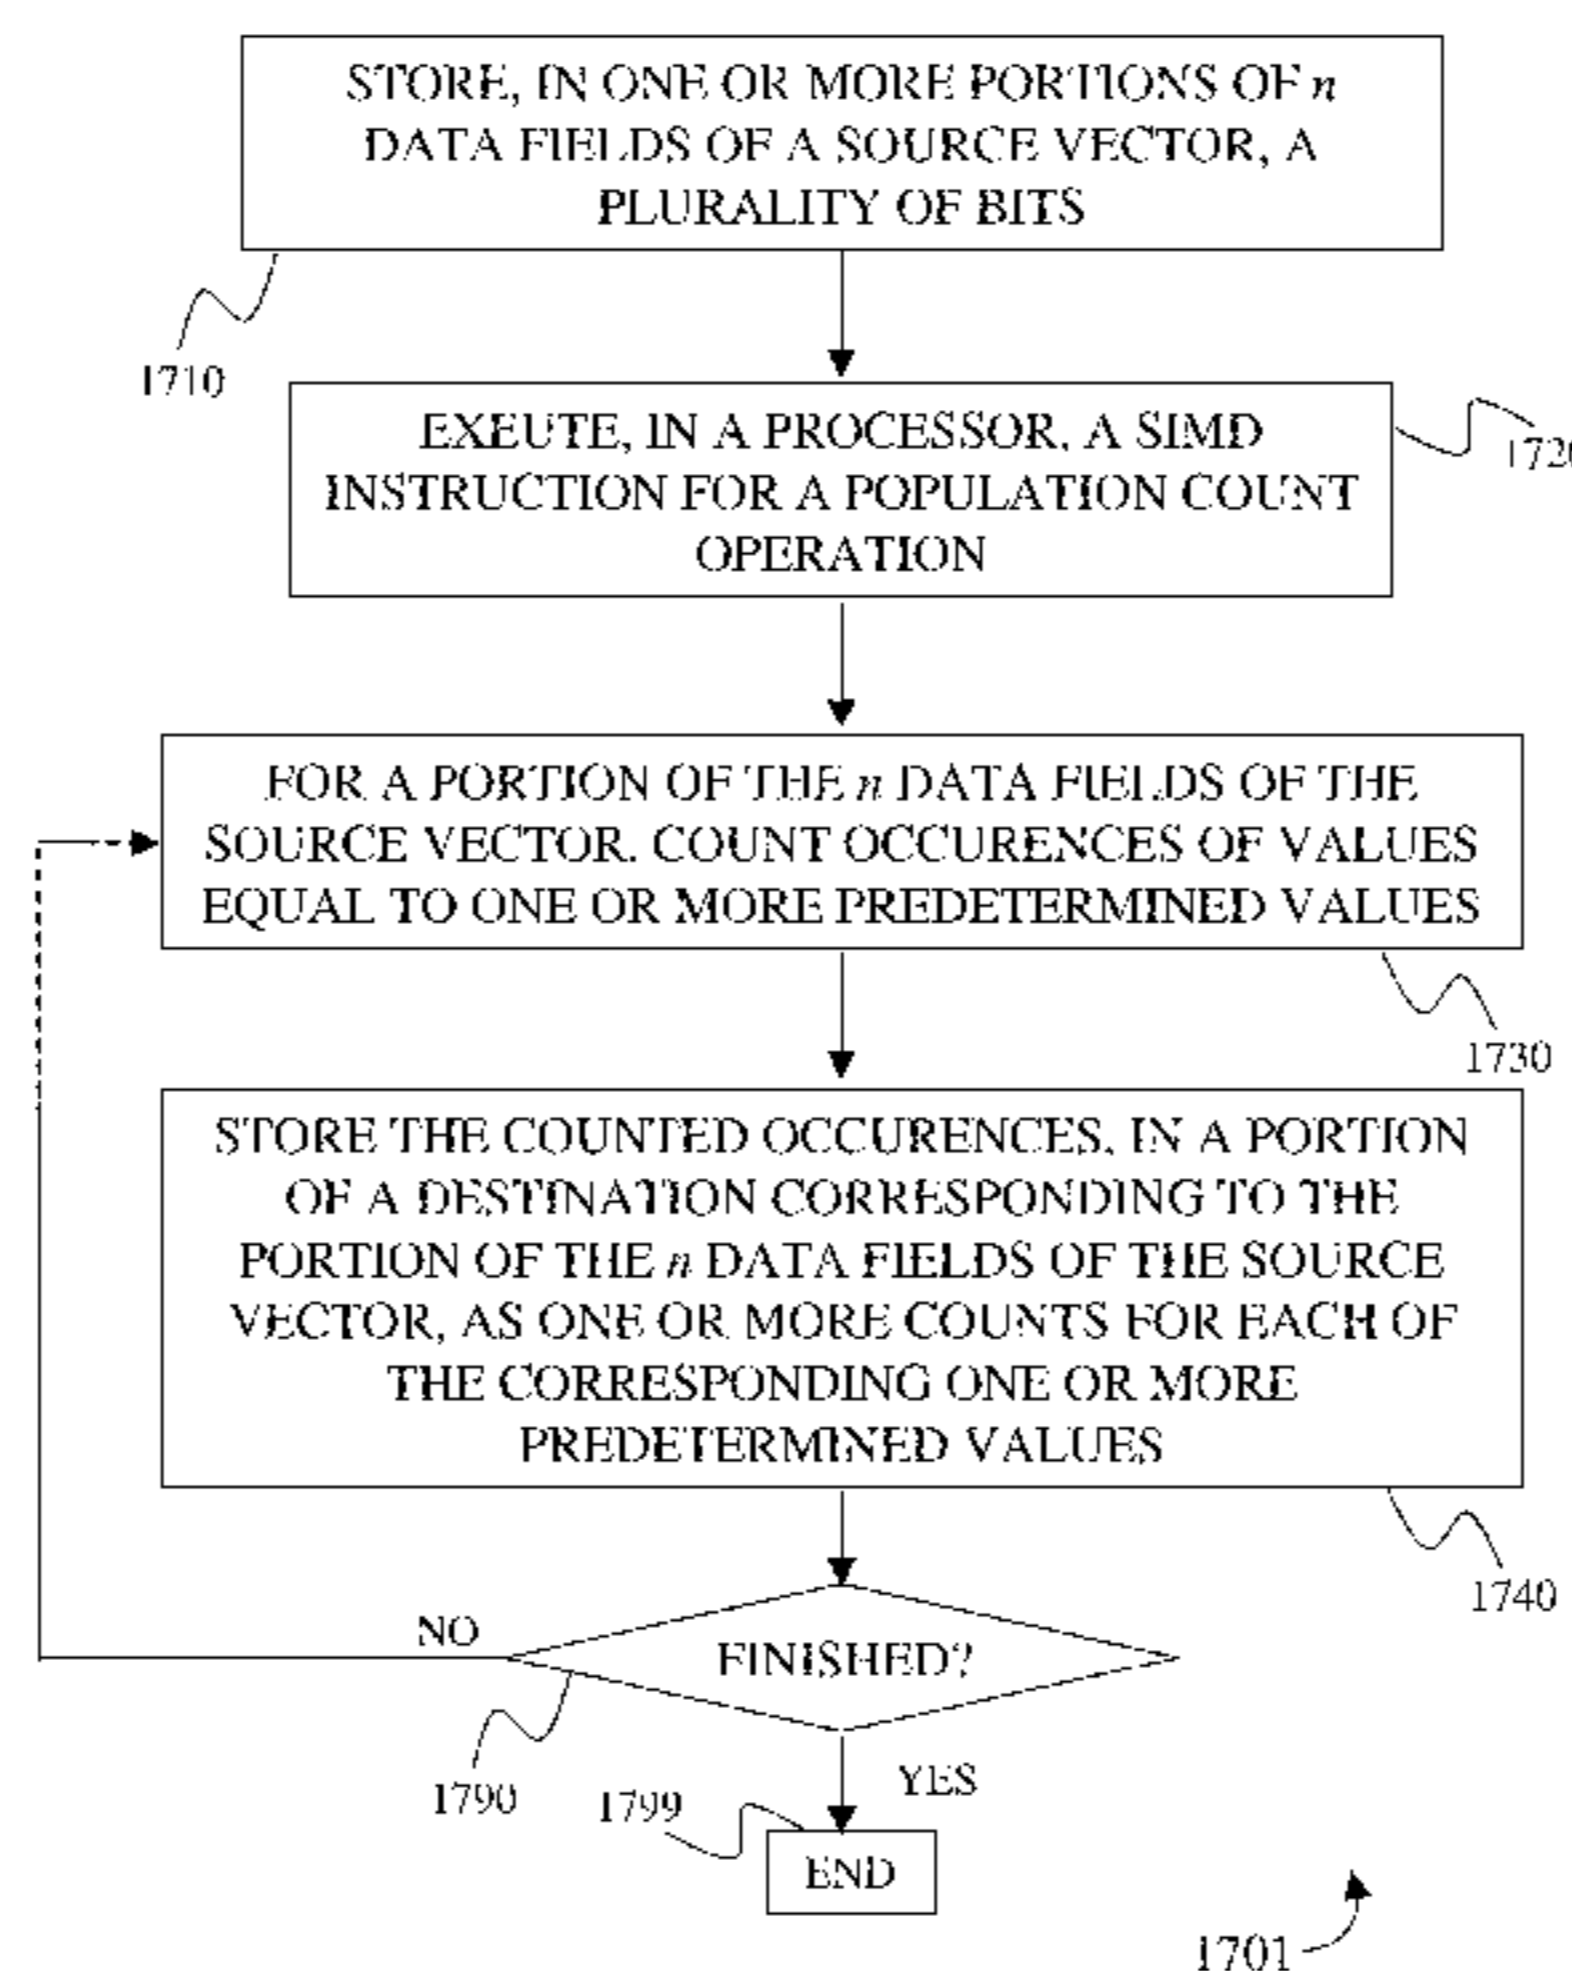 STORE, IN ONE OR MORE PORTIONS OF n
DATA FIELDS OF A SOURCE VECTOR, A
PLURALITY OF BITS
1710
EXEUTE, IN A PROCESSOR, A SIMD
INSTRUCTION FOR A POPULATION COUNT
OPERATION
1720
FOR A PORTION OF THE n DATA FIELDS OF THE
SOURCE VECTOR, COUNT OCCURENCES OF VALUES
EQUAL TO ONE OR MORE PREDETERMINED VALUES
1730
STORE THE COUNTED OCCURENCES, IN A PORTION
OF A DESTINATION CORRESPONDING TO THE
PORTION OF THE n DATA FIELDS OF THE SOURCE
VECTOR, AS ONE OR MORE COUNTS FOR EACH OF
THE CORRESPONDING ONE OR MORE
PREDETERMINED VALUES
1740
NO
FINISHED?
1790
YES
1799
END
1701